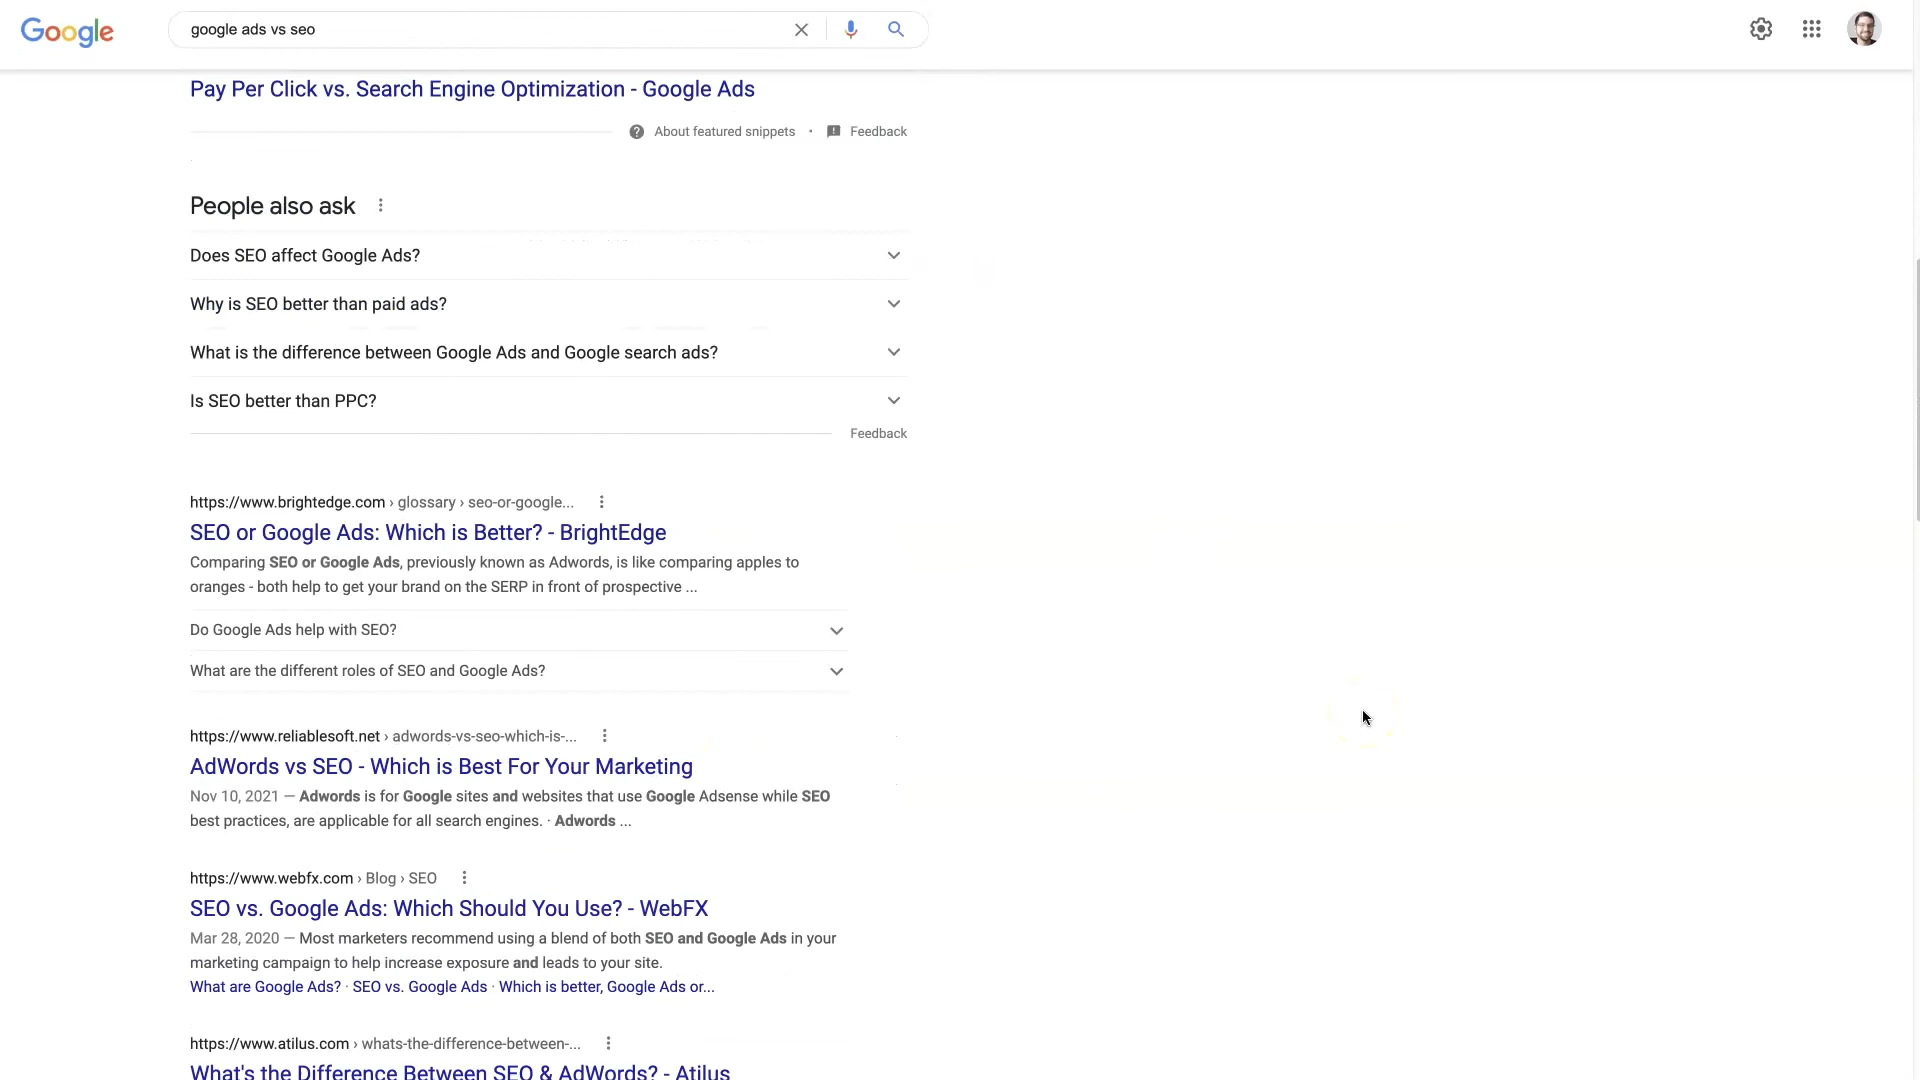 Google
google ads vs seo
Pay Per Click vs. Search Engine Optimization - Google Ads
About featured snippets • Feedback
People also ask
Does SEO affect Google Ads?
Why is SEO better than paid ads?
What is the difference between Google Ads and Google search ads?
Is SEO better than PPC?
Feedback
https://www.brightedge.com › glossary › seo-or-google...
SEO or Google Ads: Which is Better? - BrightEdge
Comparing SEO or Google Ads, previously known as Adwords, is like comparing apples to
oranges - both help to get your brand on the SERP in front of prospective ...
Do Google Ads help with SEO?
What are the different roles of SEO and Google Ads?
https://www.reliablesoft.net › adwords-vs-seo-which-is-...
AdWords vs SEO - Which is Best For Your Marketing
Nov 10, 2021 — Adwords is for Google sites and websites that use Google Adsense while SEO
best practices, are applicable for all search engines. · Adwords ...
https://www.webfx.com › Blog › SEO
SEO vs. Google Ads: Which Should You Use? - WebFX
Mar 28, 2020 — Most marketers recommend using a blend of both SEO and Google Ads in your
marketing campaign to help increase exposure and leads to your site.
What are Google Ads? · SEO vs. Google Ads · Which is better, Google Ads or...
https://www.atilus.com › whats-the-difference-between-...
What's the Difference Between SEO & AdWords? - Atilus